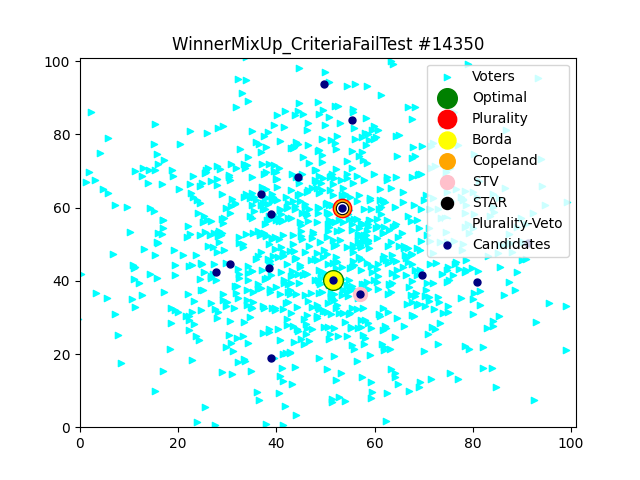 WinnerMixUp_CriteriaFailTest #14350
100
80
60
40
20
0
0
20
40
60
80
100
Voters
Optimal
Plurality
Borda
Copeland
STV
STAR
Plurality-Veto
Candidates